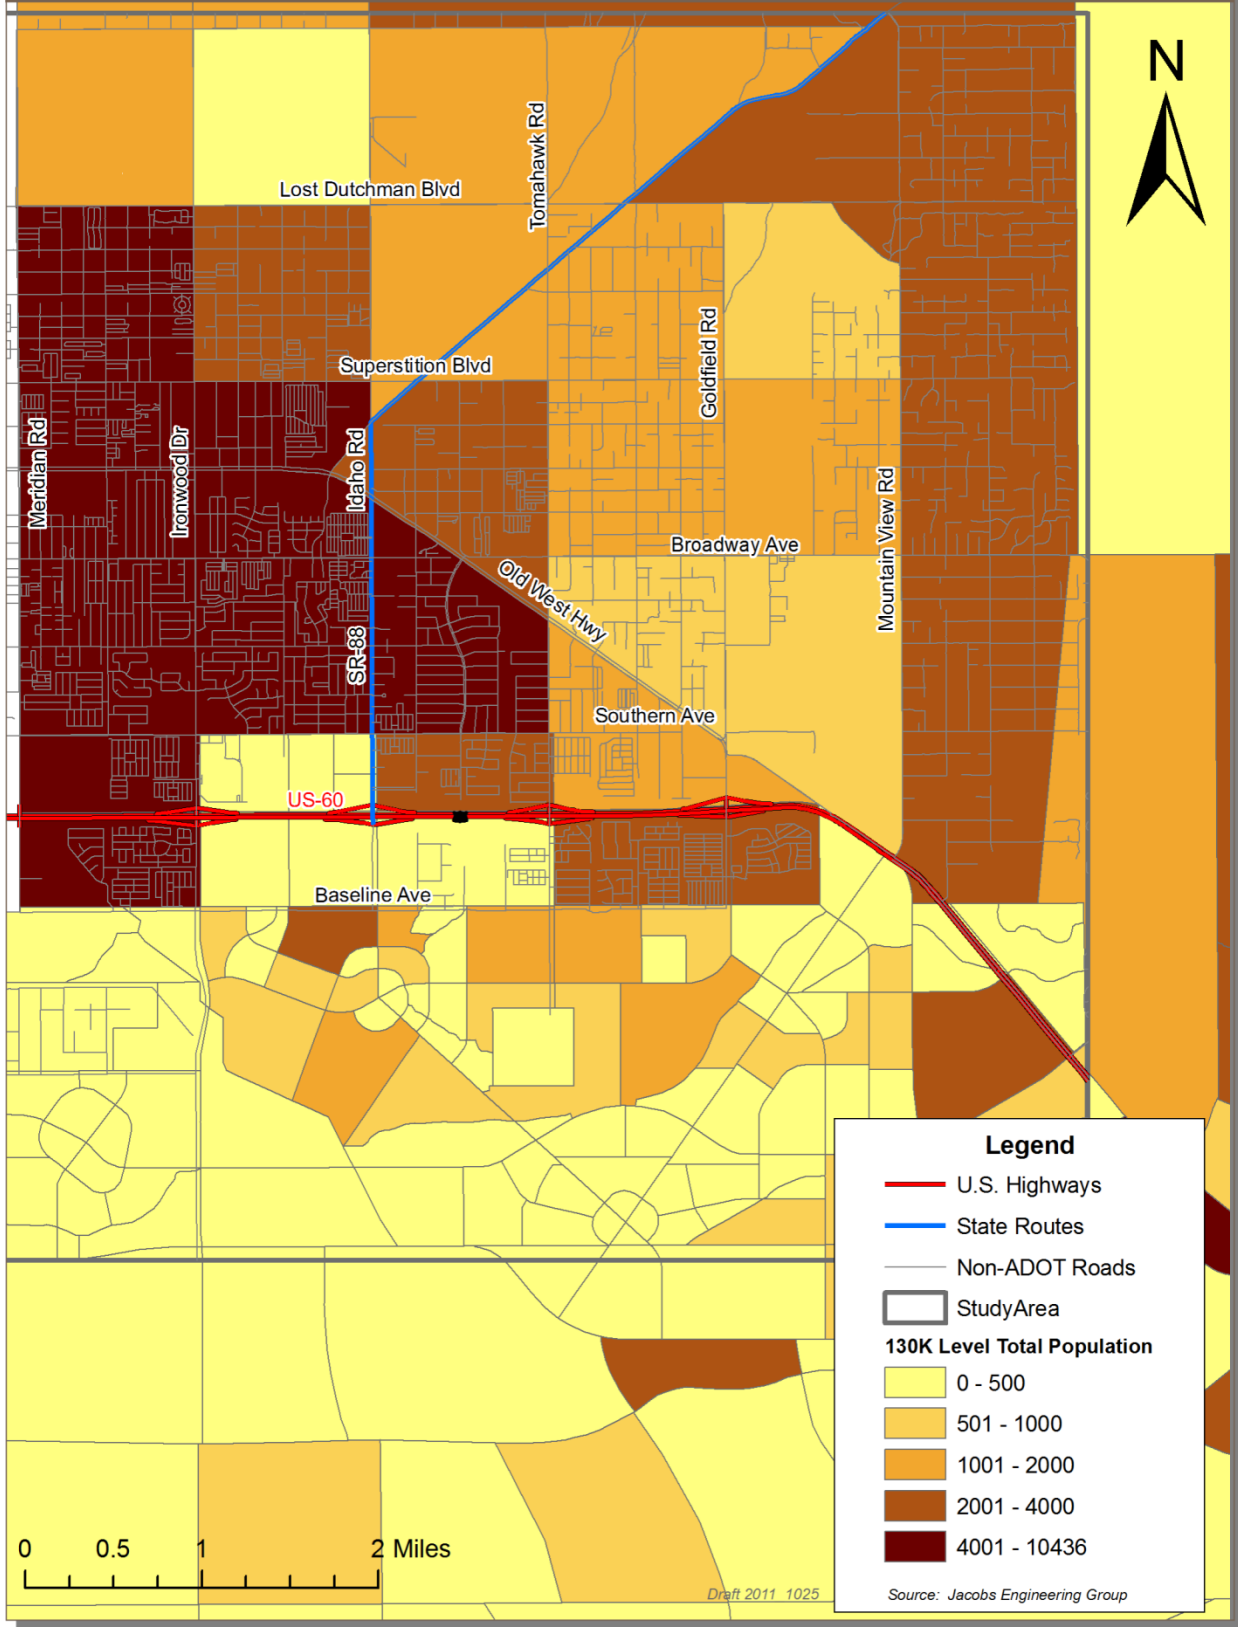 N
Tomahawk Rd
Lost Dutchman Blvd
Superstition Blvd
Goldfield Rd
Meridian Rd
Ironwood Dr
Idaho Rd
Mountain View Rd
Broadway Ave
Old West Hwy
SR-88
Southern Ave
US-60
Baseline Ave
Legend
U.S. Highways
State Routes
Non-ADOT Roads
StudyArea
130K Level Total Population
0 - 500
501 - 1000
1001 - 2000
2001 - 4000
4001 - 10436
Source: Jacobs Engineering Group
0 0.5 1 2 Miles
Draft 2011 1025